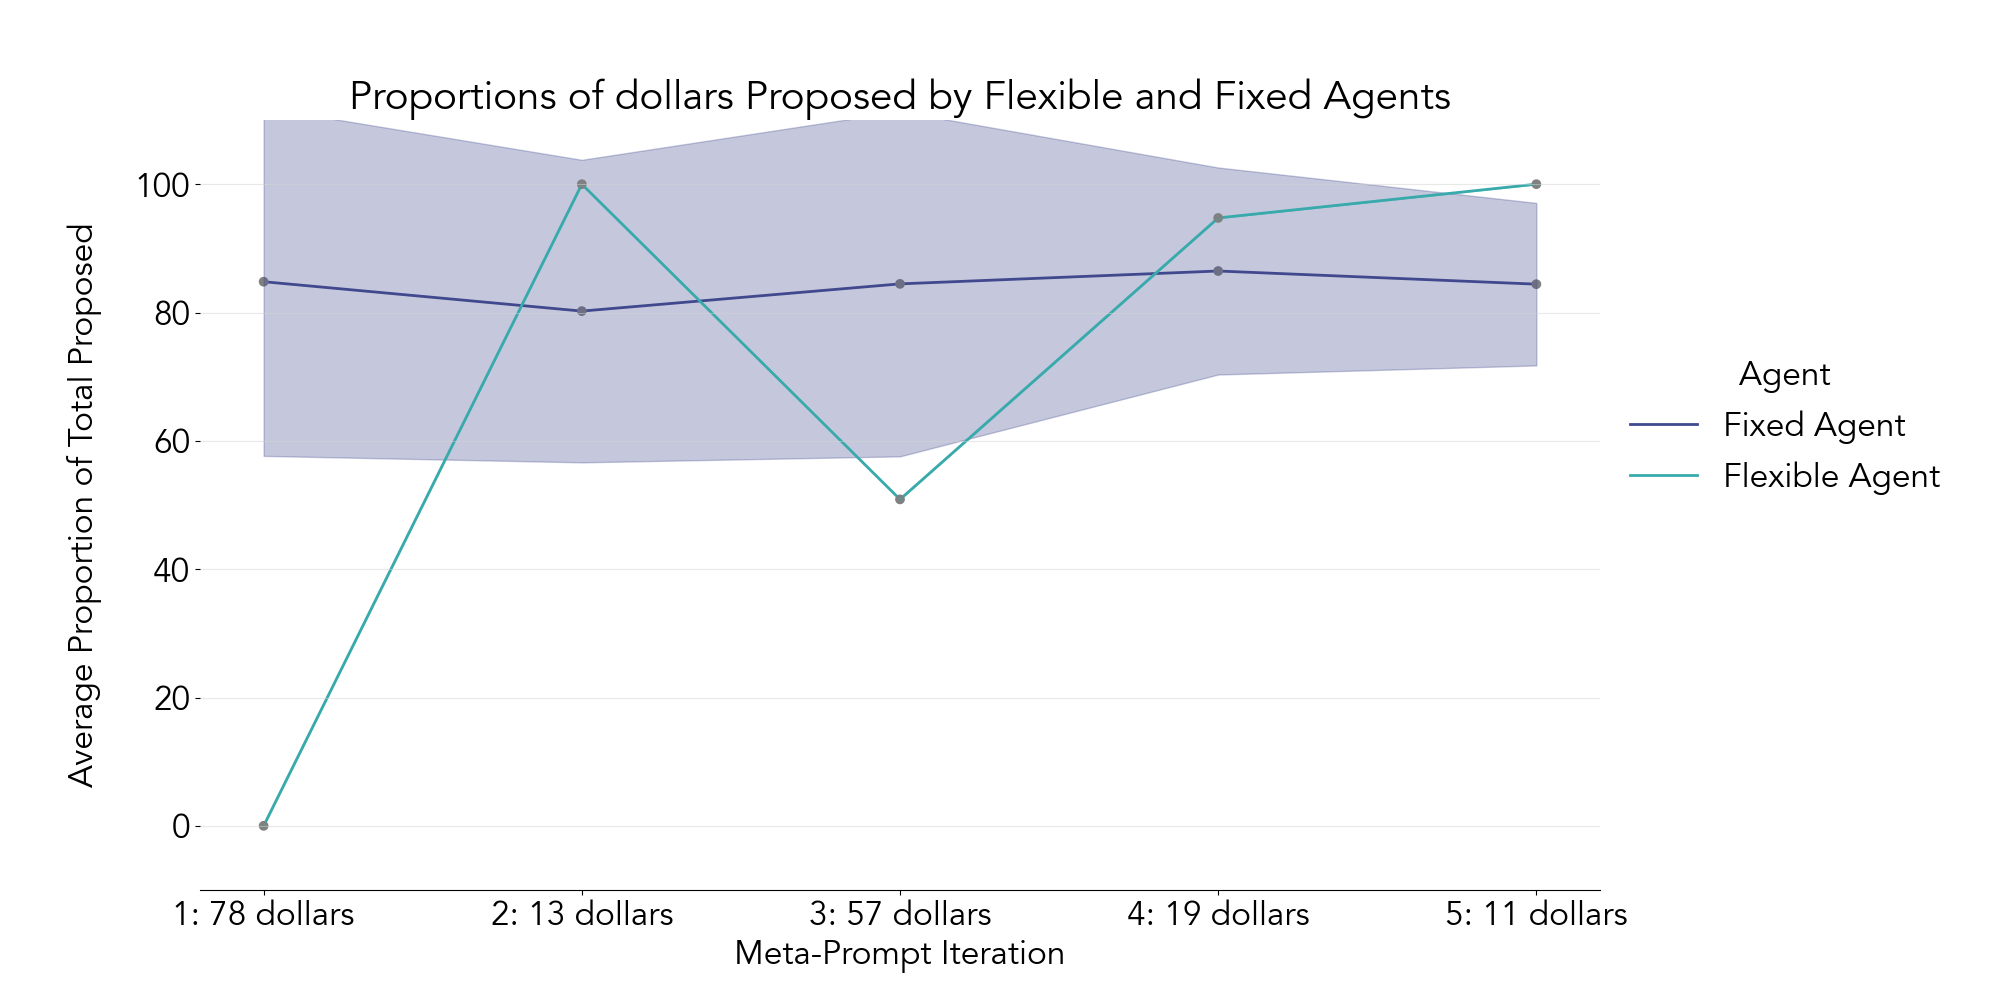 Proportions of dollars Proposed by Flexible and Fixed Agents
Average Proportion of Total Proposed
100
80
60
40
20
0
1: 78 dollars
2: 13 dollars
3: 57 dollars
4: 19 dollars
5: 11 dollars
Meta-Prompt Iteration
Agent
Fixed Agent
Flexible Agent